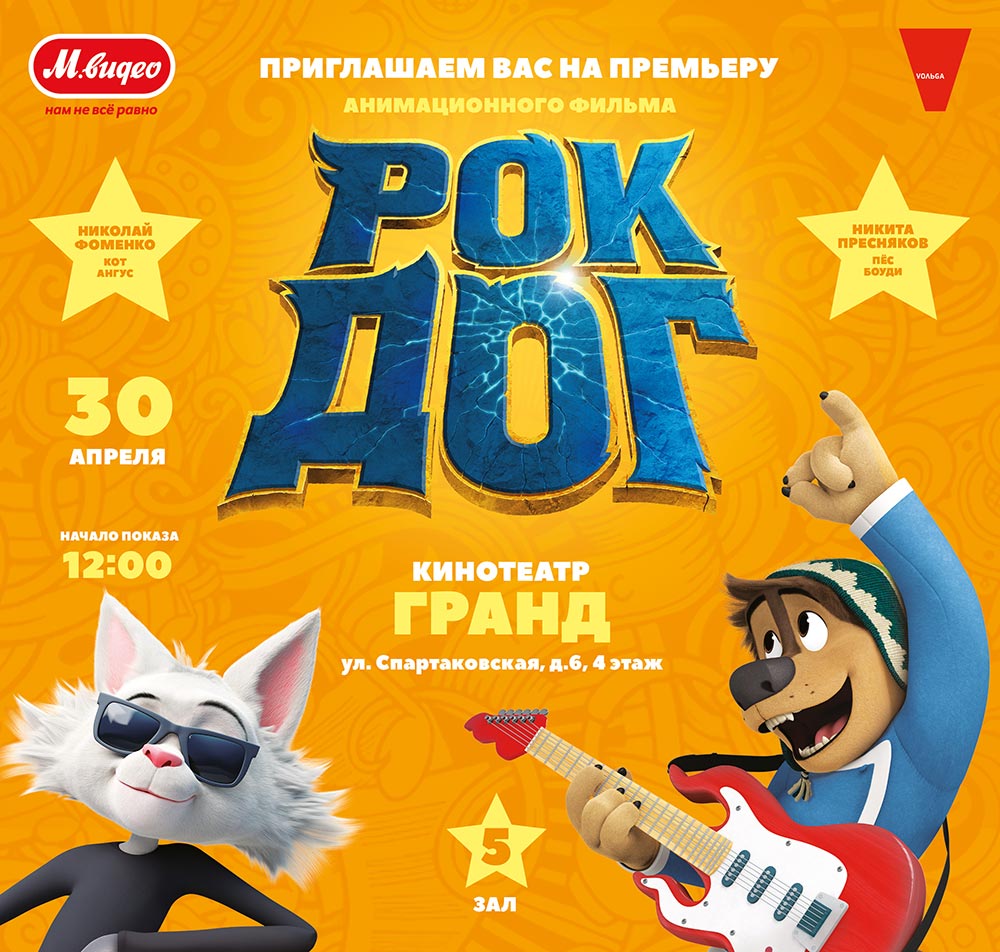 М.видео
нам не всё равно
ПРИГЛАШАЕМ ВАС НА ПРЕМЬЕРУ
АНИМАЦИОННОГО ФИЛЬМА
VОЛЬGA
РОК
ДОГ
НИКОЛАЙ
ФОМЕНКО
КОТ
АНГУС
НИКИТА
ПРЕСНЯКОВ
ПЁС
БОУДИ
30
АПРЕЛЯ
НАЧАЛО ПОКАЗА
12:00
КИНОТЕАТР
ГРАНД
ул. Спартаковская, д.6, 4 этаж
5
ЗАЛ